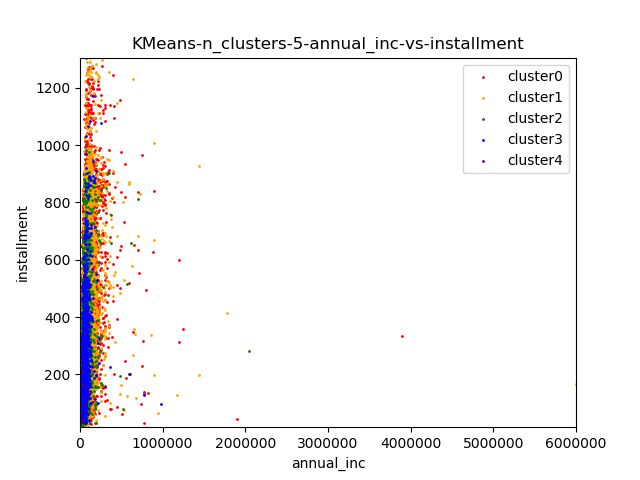 KMeans-n_clusters-5-annual_inc-vs-installment
cluster0
cluster1
cluster2
cluster3
cluster4
installment
1200
1000
800
600
400
200
0 1000000 2000000 3000000 4000000 5000000 6000000
annual_inc